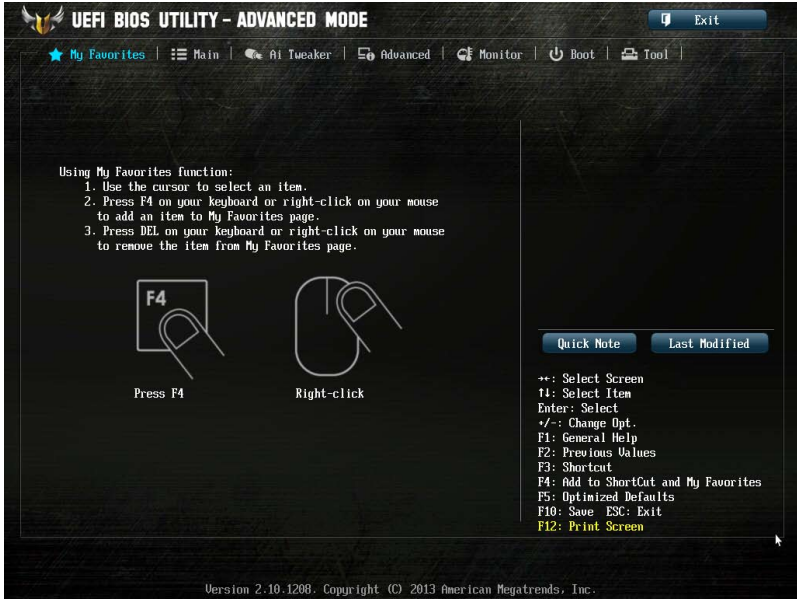 UEFI BIOS UTILITY - ADVANCED MODE
Exit
My Favorites
Main
Ai Tweaker
Advanced
Monitor
Boot
Tool
Using My Favorites function:
1. Use the cursor to select an item.
2. Press F4 on your keyboard or right-click on your mouse
to add an item to My Favorites page.
3. Press DEL on your keyboard or right-click on your mouse
to remove the item from My Favorites page.
F4
Press F4
Right-click
Quick Note
Last Modified
→←: Select Screen
↑↓: Select Item
Enter: Select
+/-: Change Opt.
F1: General Help
F2: Previous Values
F3: Shortcut
F4: Add to ShortCut and My Favorites
F5: Optimized Defaults
F10: Save ESC: Exit
F12: Print Screen
Version 2.10.1208. Copyright (C) 2013 American Megatrends, Inc.